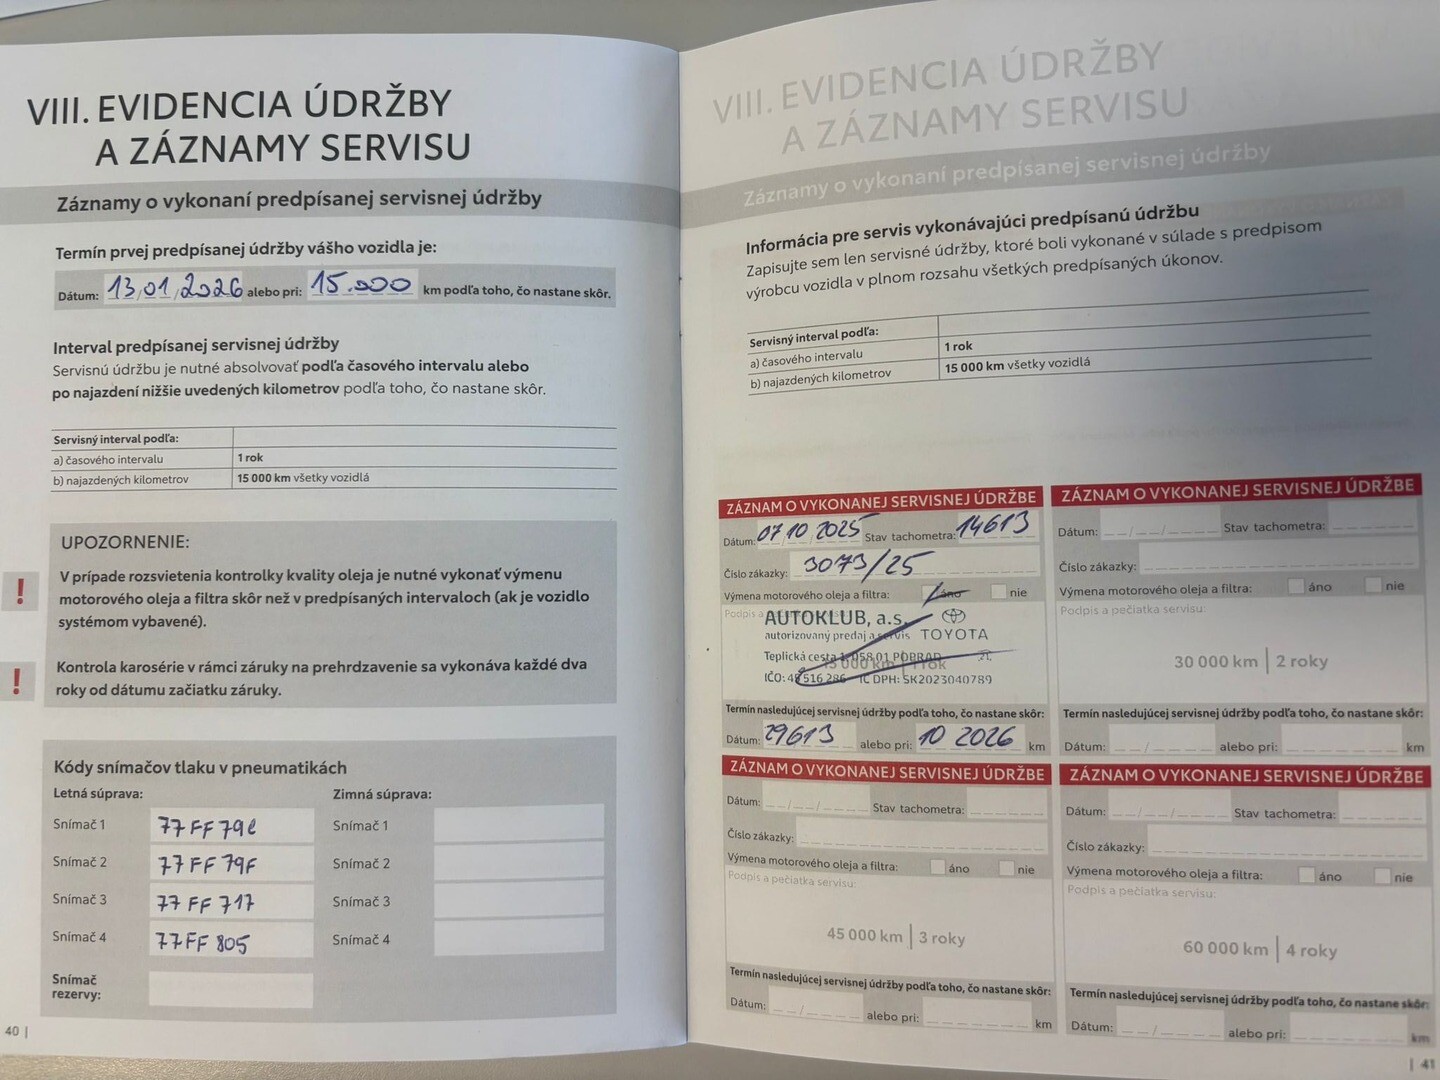 VIII. EVIDENCIA ÚDRŽBY
A ZÁZNAMY SERVISU
Záznamy o vykonaní predpísanej servisnej údržby
Termín prvej predpísanej údržby vášho vozidla je:
Dátum: 13/01/2026 alebo pri: 15.000 km podľa toho, čo nastane skôr.
Interval predpísanej servisnej údržby
Servisnú údržbu je nutné absolvovať podľa časového intervalu alebo
po najazdení nižšie uvedených kilometrov podľa toho, čo nastane skôr.
Servisný interval podľa:
a) časového intervalu 1 rok
b) najazdených kilometrov 15 000 km všetky vozidlá
UPOZORNENIE:
! V prípade rozsvietenia kontrolky kvality oleja je nutné vykonať výmenu
motorového oleja a filtra skôr než v predpísaných intervaloch (ak je vozidlo
systémom vybavené).
! Kontrola karosérie v rámci záruky na prehrdzavenie sa vykonáva každé dva
roky od dátumu začiatku záruky.
Kódy snímačov tlaku v pneumatikách
Letná súprava: Zimná súprava:
Snímač 1 77FF79E Snímač 1
Snímač 2 77FF79F Snímač 2
Snímač 3 77FF717 Snímač 3
Snímač 4 77FF805 Snímač 4
Snímač
rezervy:
40 |
VIII. EVIDENCIA ÚDRŽBY
A ZÁZNAMY SERVISU
Záznamy o vykonaní predpísanej servisnej údržby
Informácia pre servis vykonávajúci predpísanú údržbu
Zapisujte sem len servisné údržby, ktoré boli vykonané v súlade s predpisom
výrobcu vozidla v plnom rozsahu všetkých predpísaných úkonov.
Servisný interval podľa:
a) časového intervalu 1 rok
b) najazdených kilometrov 15 000 km všetky vozidlá
ZÁZNAM O VYKONANEJ SERVISNEJ ÚDRŽBE
Dátum: 07 10 2025 Stav tachometra: 14613
Číslo zákazky: 3073/25
Výmena motorového oleja a filtra: áno nie
Podpis a
AUTOKLUB, a.s.
autorizovaný predaj a servis TOYOTA
Teplická cesta 058 01 POPRAD
15 000 km | 1 rok
IČO: 516 286 IČ DPH: SK2023040789
Termín nasledujúcej servisnej údržby podľa toho, čo nastane skôr:
Dátum: 29613 alebo pri: 10 2026 km
ZÁZNAM O VYKONANEJ SERVISNEJ ÚDRŽBE
Dátum: Stav tachometra:
Číslo zákazky:
Výmena motorového oleja a filtra: áno nie
Podpis a pečiatka servisu:
30 000 km | 2 roky
Termín nasledujúcej servisnej údržby podľa toho, čo nastane skôr:
Dátum: alebo pri: km
ZÁZNAM O VYKONANEJ SERVISNEJ ÚDRŽBE
Dátum: Stav tachometra:
Číslo zákazky:
Výmena motorového oleja a filtra: áno nie
Podpis a pečiatka servisu:
45 000 km | 3 roky
Termín nasledujúcej servisnej údržby podľa toho, čo nastane skôr:
Dátum: alebo pri: km
ZÁZNAM O VYKONANEJ SERVISNEJ ÚDRŽBE
Dátum: Stav tachometra:
Číslo zákazky:
Výmena motorového oleja a filtra: áno nie
Podpis a pečiatka servisu:
60 000 km | 4 roky
Termín nasledujúcej servisnej údržby podľa toho, čo nastane skôr:
Dátum: alebo pri: km
| 41